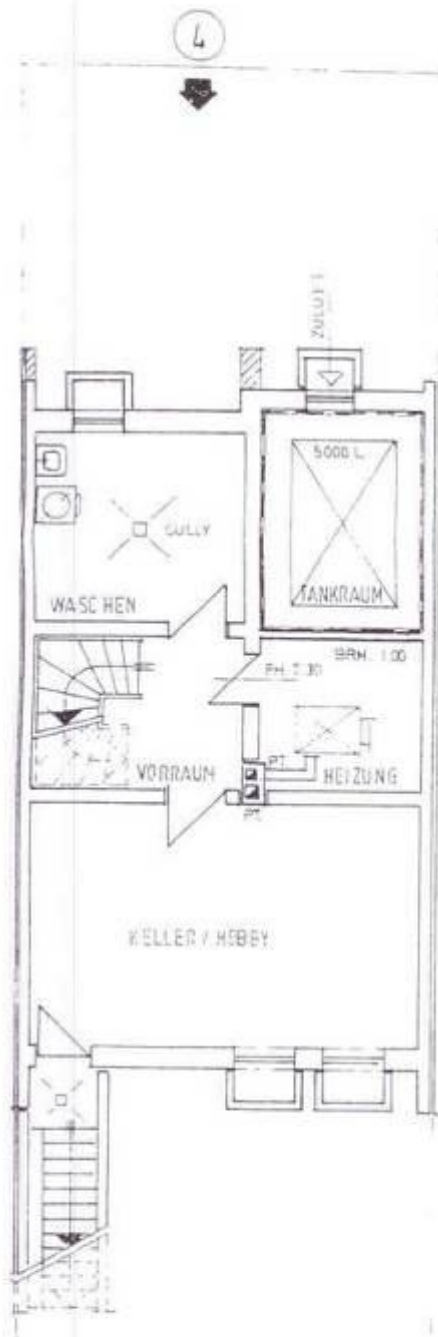 4
ZULUFT
5000 L
GULLY
TANKRAUM
WASCHEN
BRH. 1.00
VORRAUM
HEIZUNG
KELLER / HOBBY